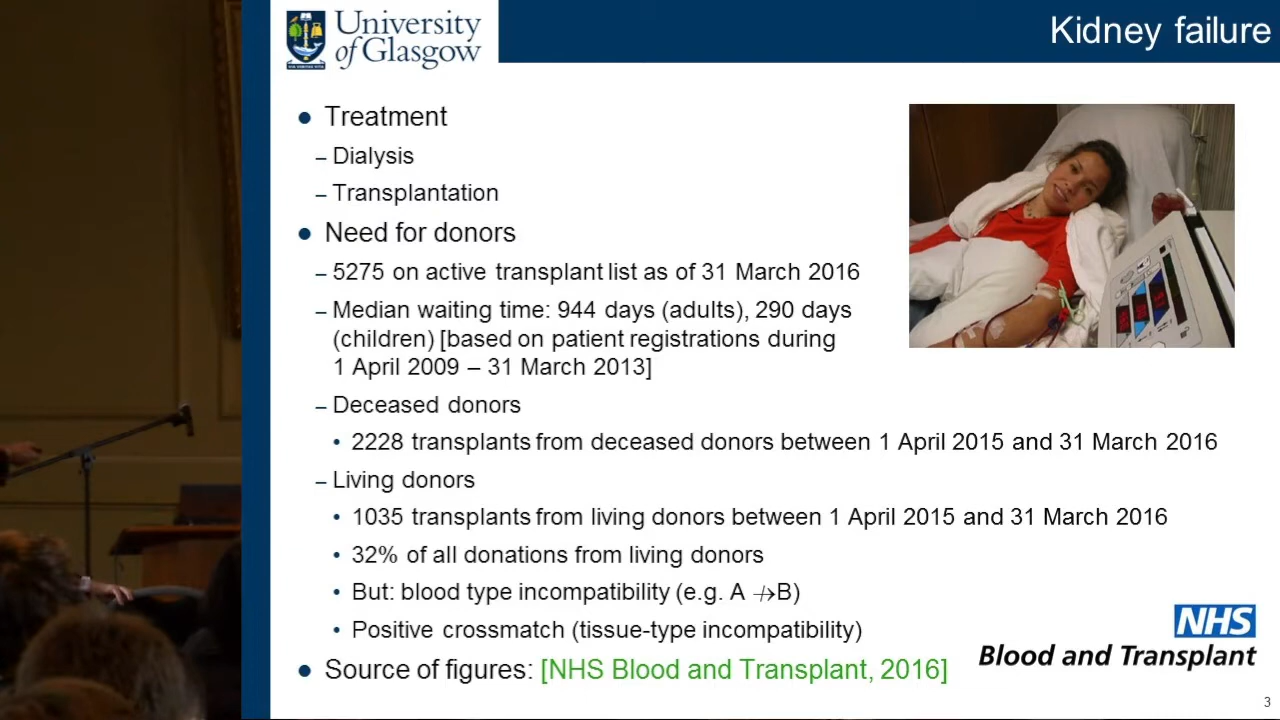 University
of Glasgow
Kidney failure
● Treatment
– Dialysis
– Transplantation
● Need for donors
– 5275 on active transplant list as of 31 March 2016
– Median waiting time: 944 days (adults), 290 days
(children) [based on patient registrations during
1 April 2009 – 31 March 2013]
– Deceased donors
• 2228 transplants from deceased donors between 1 April 2015 and 31 March 2016
– Living donors
• 1035 transplants from living donors between 1 April 2015 and 31 March 2016
• 32% of all donations from living donors
• But: blood type incompatibility (e.g. A ↛B)
• Positive crossmatch (tissue-type incompatibility)
● Source of figures: [NHS Blood and Transplant, 2016]
NHS
Blood and Transplant
3